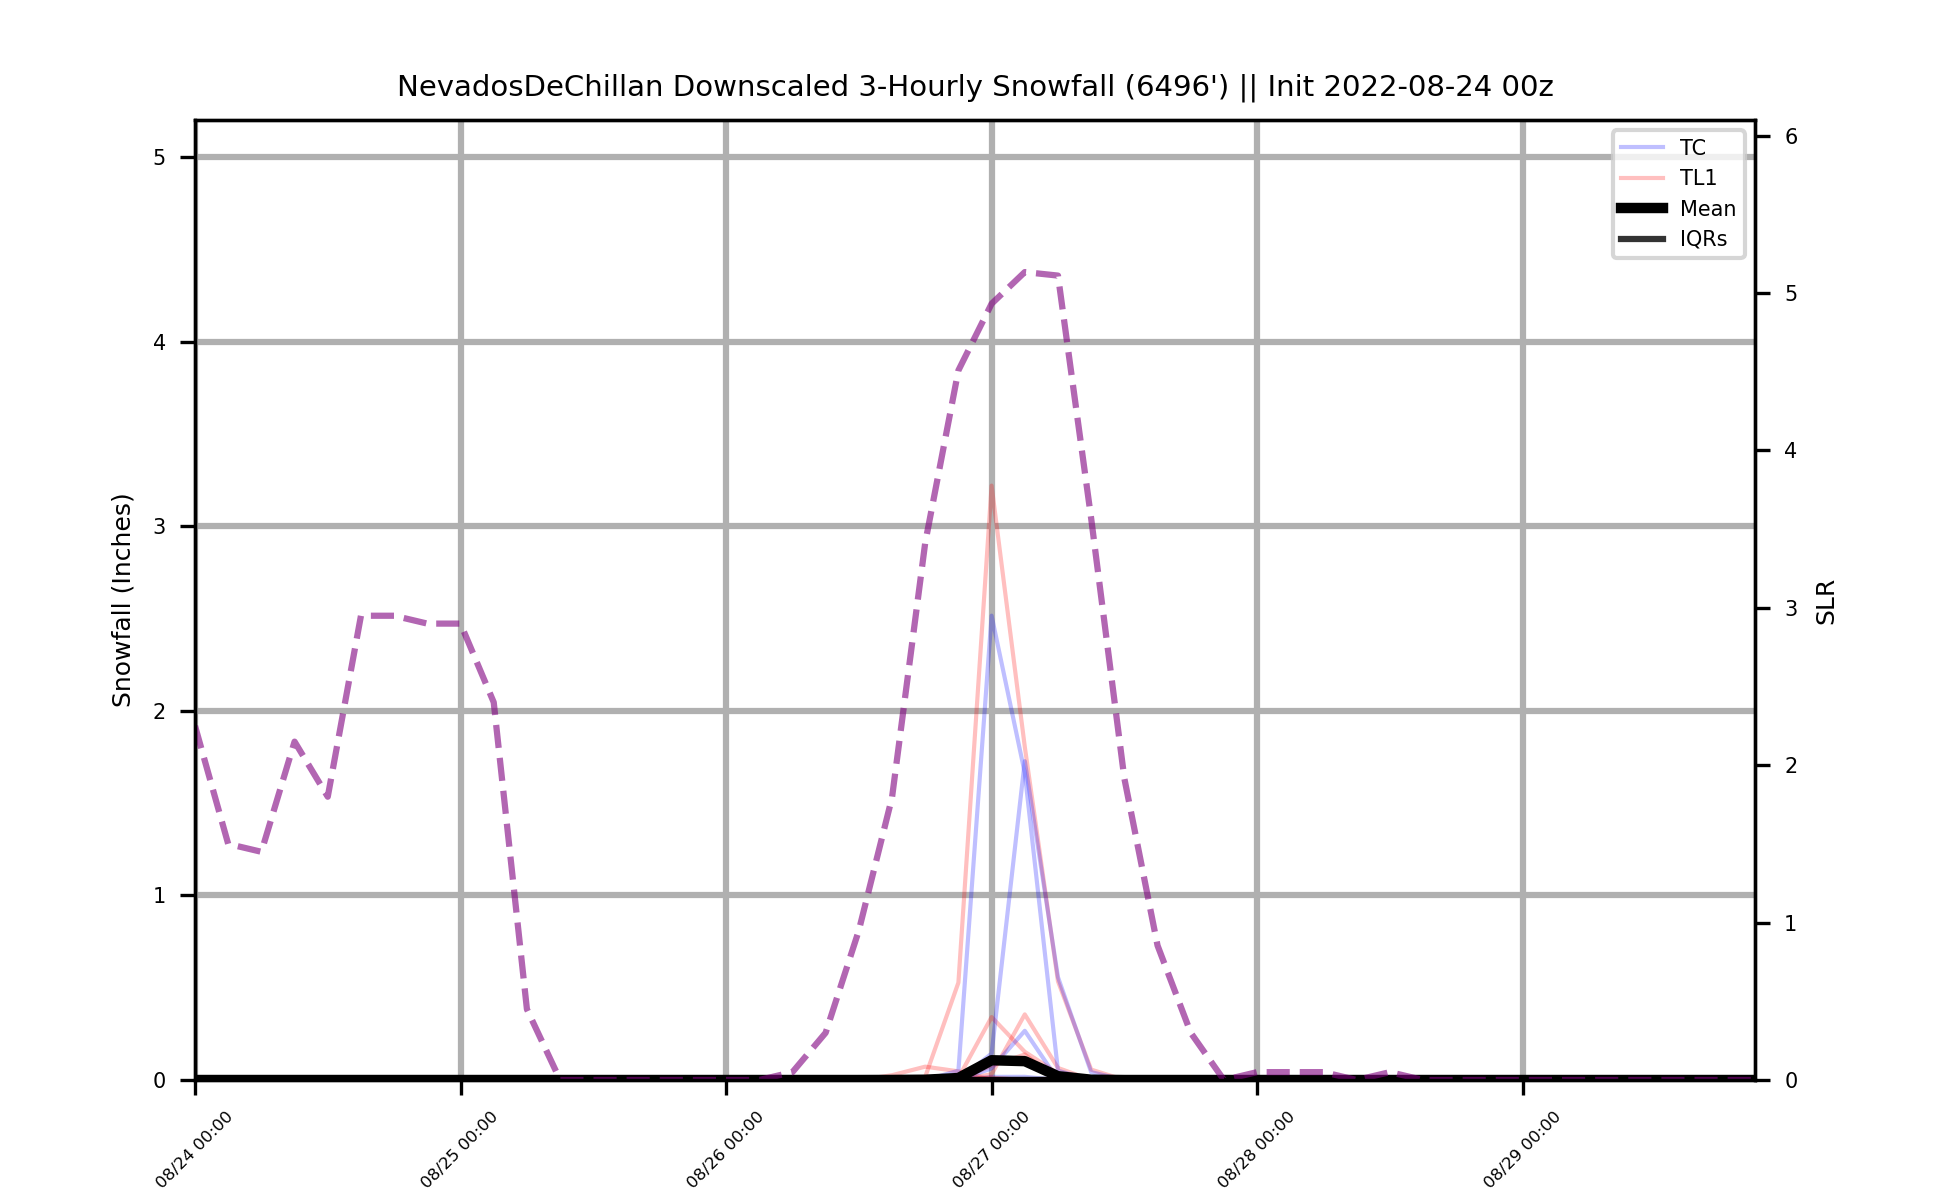 NevadosDeChillan Downscaled 3-Hourly Snowfall (6496') || Init 2022-08-24 00z
TC
TL1
Mean
IQRs
Snowfall (Inches)
5
4
3
2
1
0
6
5
4
3
2
1
0
SLR
08/24 00:00
08/25 00:00
08/26 00:00
08/27 00:00
08/28 00:00
08/29 00:00